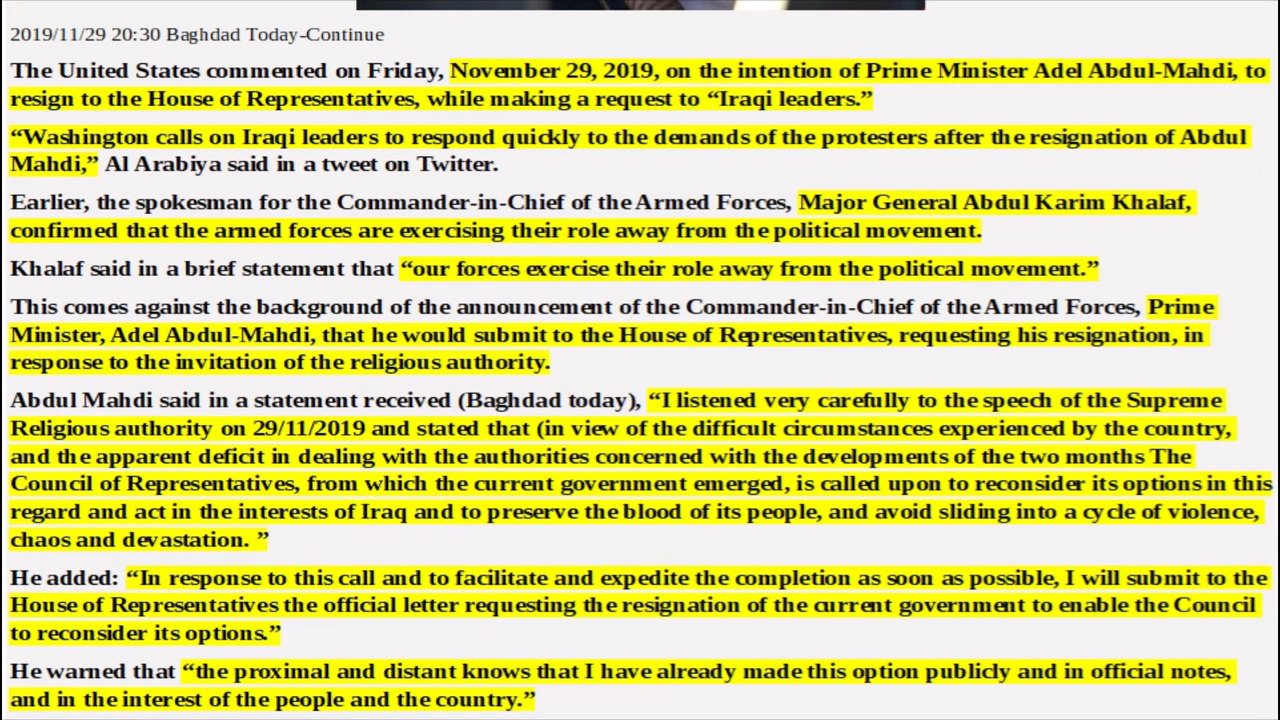 2019/11/29 20:30 Baghdad Today-Continue
The United States commented on Friday, November 29, 2019, on the intention of Prime Minister Adel Abdul-Mahdi, to
resign to the House of Representatives, while making a request to “Iraqi leaders.”
“Washington calls on Iraqi leaders to respond quickly to the demands of the protesters after the resignation of Abdul
Mahdi,” Al Arabiya said in a tweet on Twitter.
Earlier, the spokesman for the Commander-in-Chief of the Armed Forces, Major General Abdul Karim Khalaf,
confirmed that the armed forces are exercising their role away from the political movement.
Khalaf said in a brief statement that “our forces exercise their role away from the political movement.”
This comes against the background of the announcement of the Commander-in-Chief of the Armed Forces, Prime
Minister, Adel Abdul-Mahdi, that he would submit to the House of Representatives, requesting his resignation, in
response to the invitation of the religious authority.
Abdul Mahdi said in a statement received (Baghdad today), “I listened very carefully to the speech of the Supreme
Religious authority on 29/11/2019 and stated that (in view of the difficult circumstances experienced by the country,
and the apparent deficit in dealing with the authorities concerned with the developments of the two months The
Council of Representatives, from which the current government emerged, is called upon to reconsider its options in this
regard and act in the interests of Iraq and to preserve the blood of its people, and avoid sliding into a cycle of violence,
chaos and devastation. ”
He added: “In response to this call and to facilitate and expedite the completion as soon as possible, I will submit to the
House of Representatives the official letter requesting the resignation of the current government to enable the Council
to reconsider its options.”
He warned that “the proximal and distant knows that I have already made this option publicly and in official notes,
and in the interest of the people and the country.”